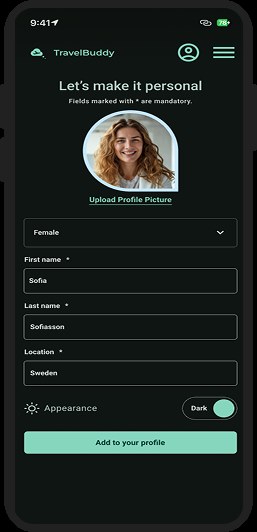 9:41
78
TravelBuddy
Let's make it personal
Fields marked with * are mandatory.
Upload Profile Picture
Female
First name *
Sofia
Last name *
Sofiasson
Location *
Sweden
Appearance
Dark
Add to your profile